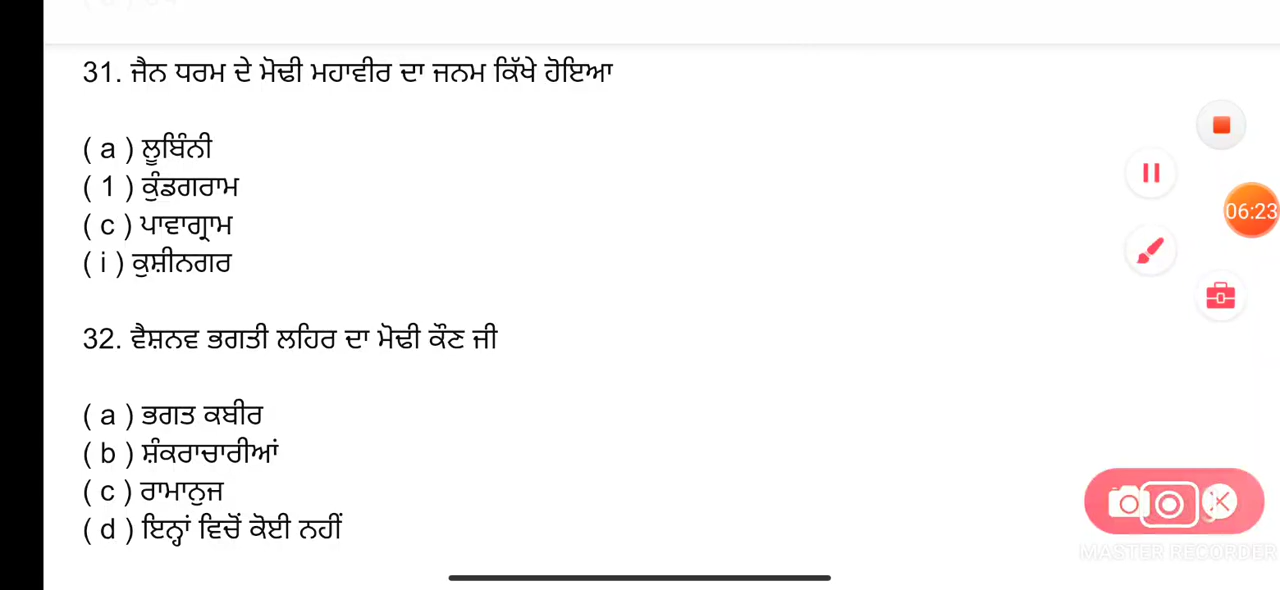 31. ਜੈਨ ਧਰਮ ਦੇ ਮੋਢੀ ਮਹਾਵੀਰ ਦਾ ਜਨਮ ਕਿੱਖੇ ਹੋਇਆ
( a ) ਲੂਬਿੰਨੀ
( 1 ) ਕੁੰਡਗਰਾਮ
( c ) ਪਾਵਾਗ੍ਰਾਮ
( i ) ਕੁਸ਼ੀਨਗਰ
06:23
32. ਵੈਸ਼ਨਵ ਭਗਤੀ ਲਹਿਰ ਦਾ ਮੋਢੀ ਕੌਣ ਜੀ
( a ) ਭਗਤ ਕਬੀਰ
( b ) ਸ਼ੰਕਰਾਚਾਰੀਆਂ
( c ) ਰਾਮਾਨੁਜ
( d ) ਇਨ੍ਹਾਂ ਵਿਚੋਂ ਕੋਈ ਨਹੀਂ
MASTER RECORDER